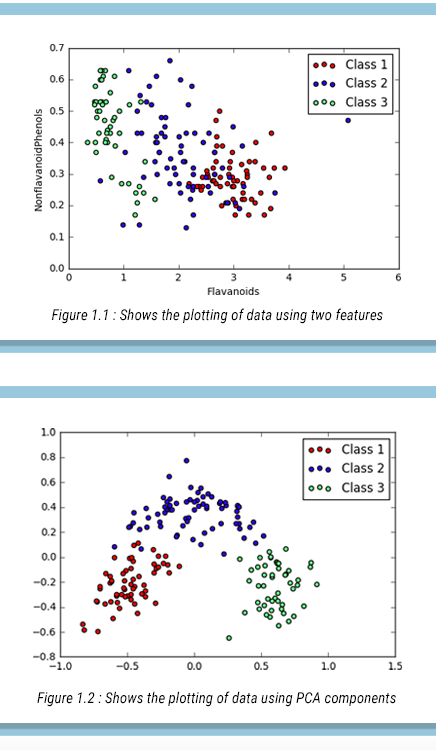 0.7
0.6
0.5
0.4
0.3
0.2
0.1
0.0
NonflavanoidPhenols
Class 1
Class 2
Class 3
0 1 2 3 4 5 6
Flavanoids
Figure 1.1 : Shows the plotting of data using two features
1.0
0.8
0.6
0.4
0.2
0.0
−0.2
−0.4
−0.6
−0.8
Class 1
Class 2
Class 3
−1.0 −0.5 0.0 0.5 1.0 1.5
Figure 1.2 : Shows the plotting of data using PCA components